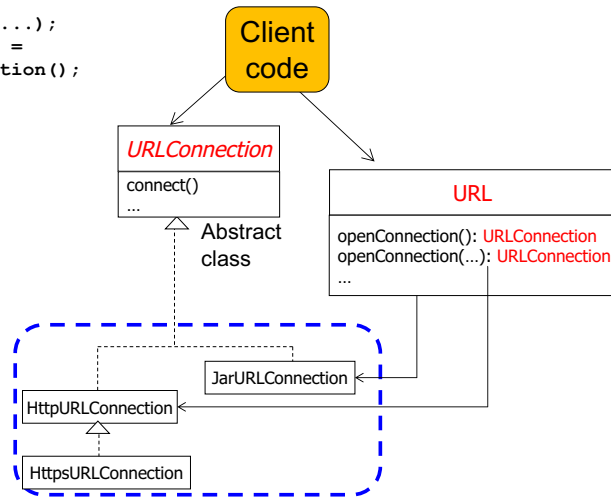 ...);
=
tion();
Client
code
URLConnection
connect()
...
Abstract
class
URL
openConnection(): URLConnection
openConnection(...): URLConnection
...
JarURLConnection
HttpURLConnection
HttpsURLConnection